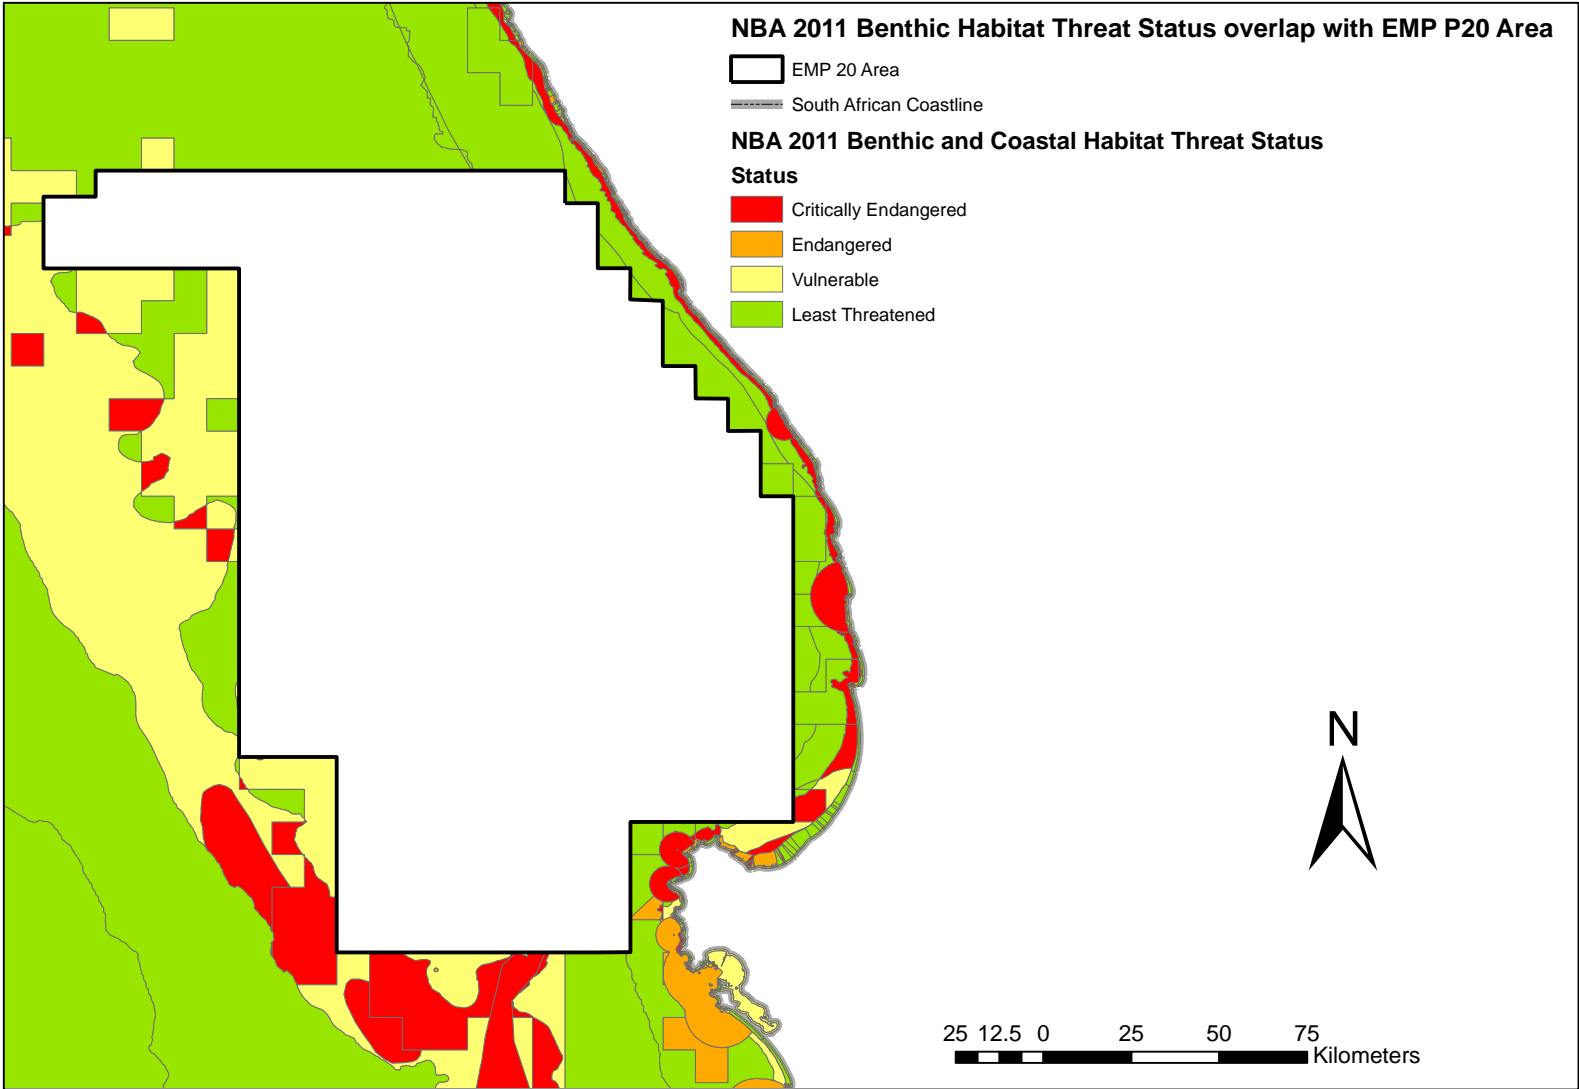 NBA 2011 Benthic Habitat Threat Status overlap with EMP P20 Area
EMP 20 Area
South African Coastline
NBA 2011 Benthic and Coastal Habitat Threat Status
Status
Critically Endangered
Endangered
Vulnerable
Least Threatened
N
25 12.5 0 25 50 75
Kilometers